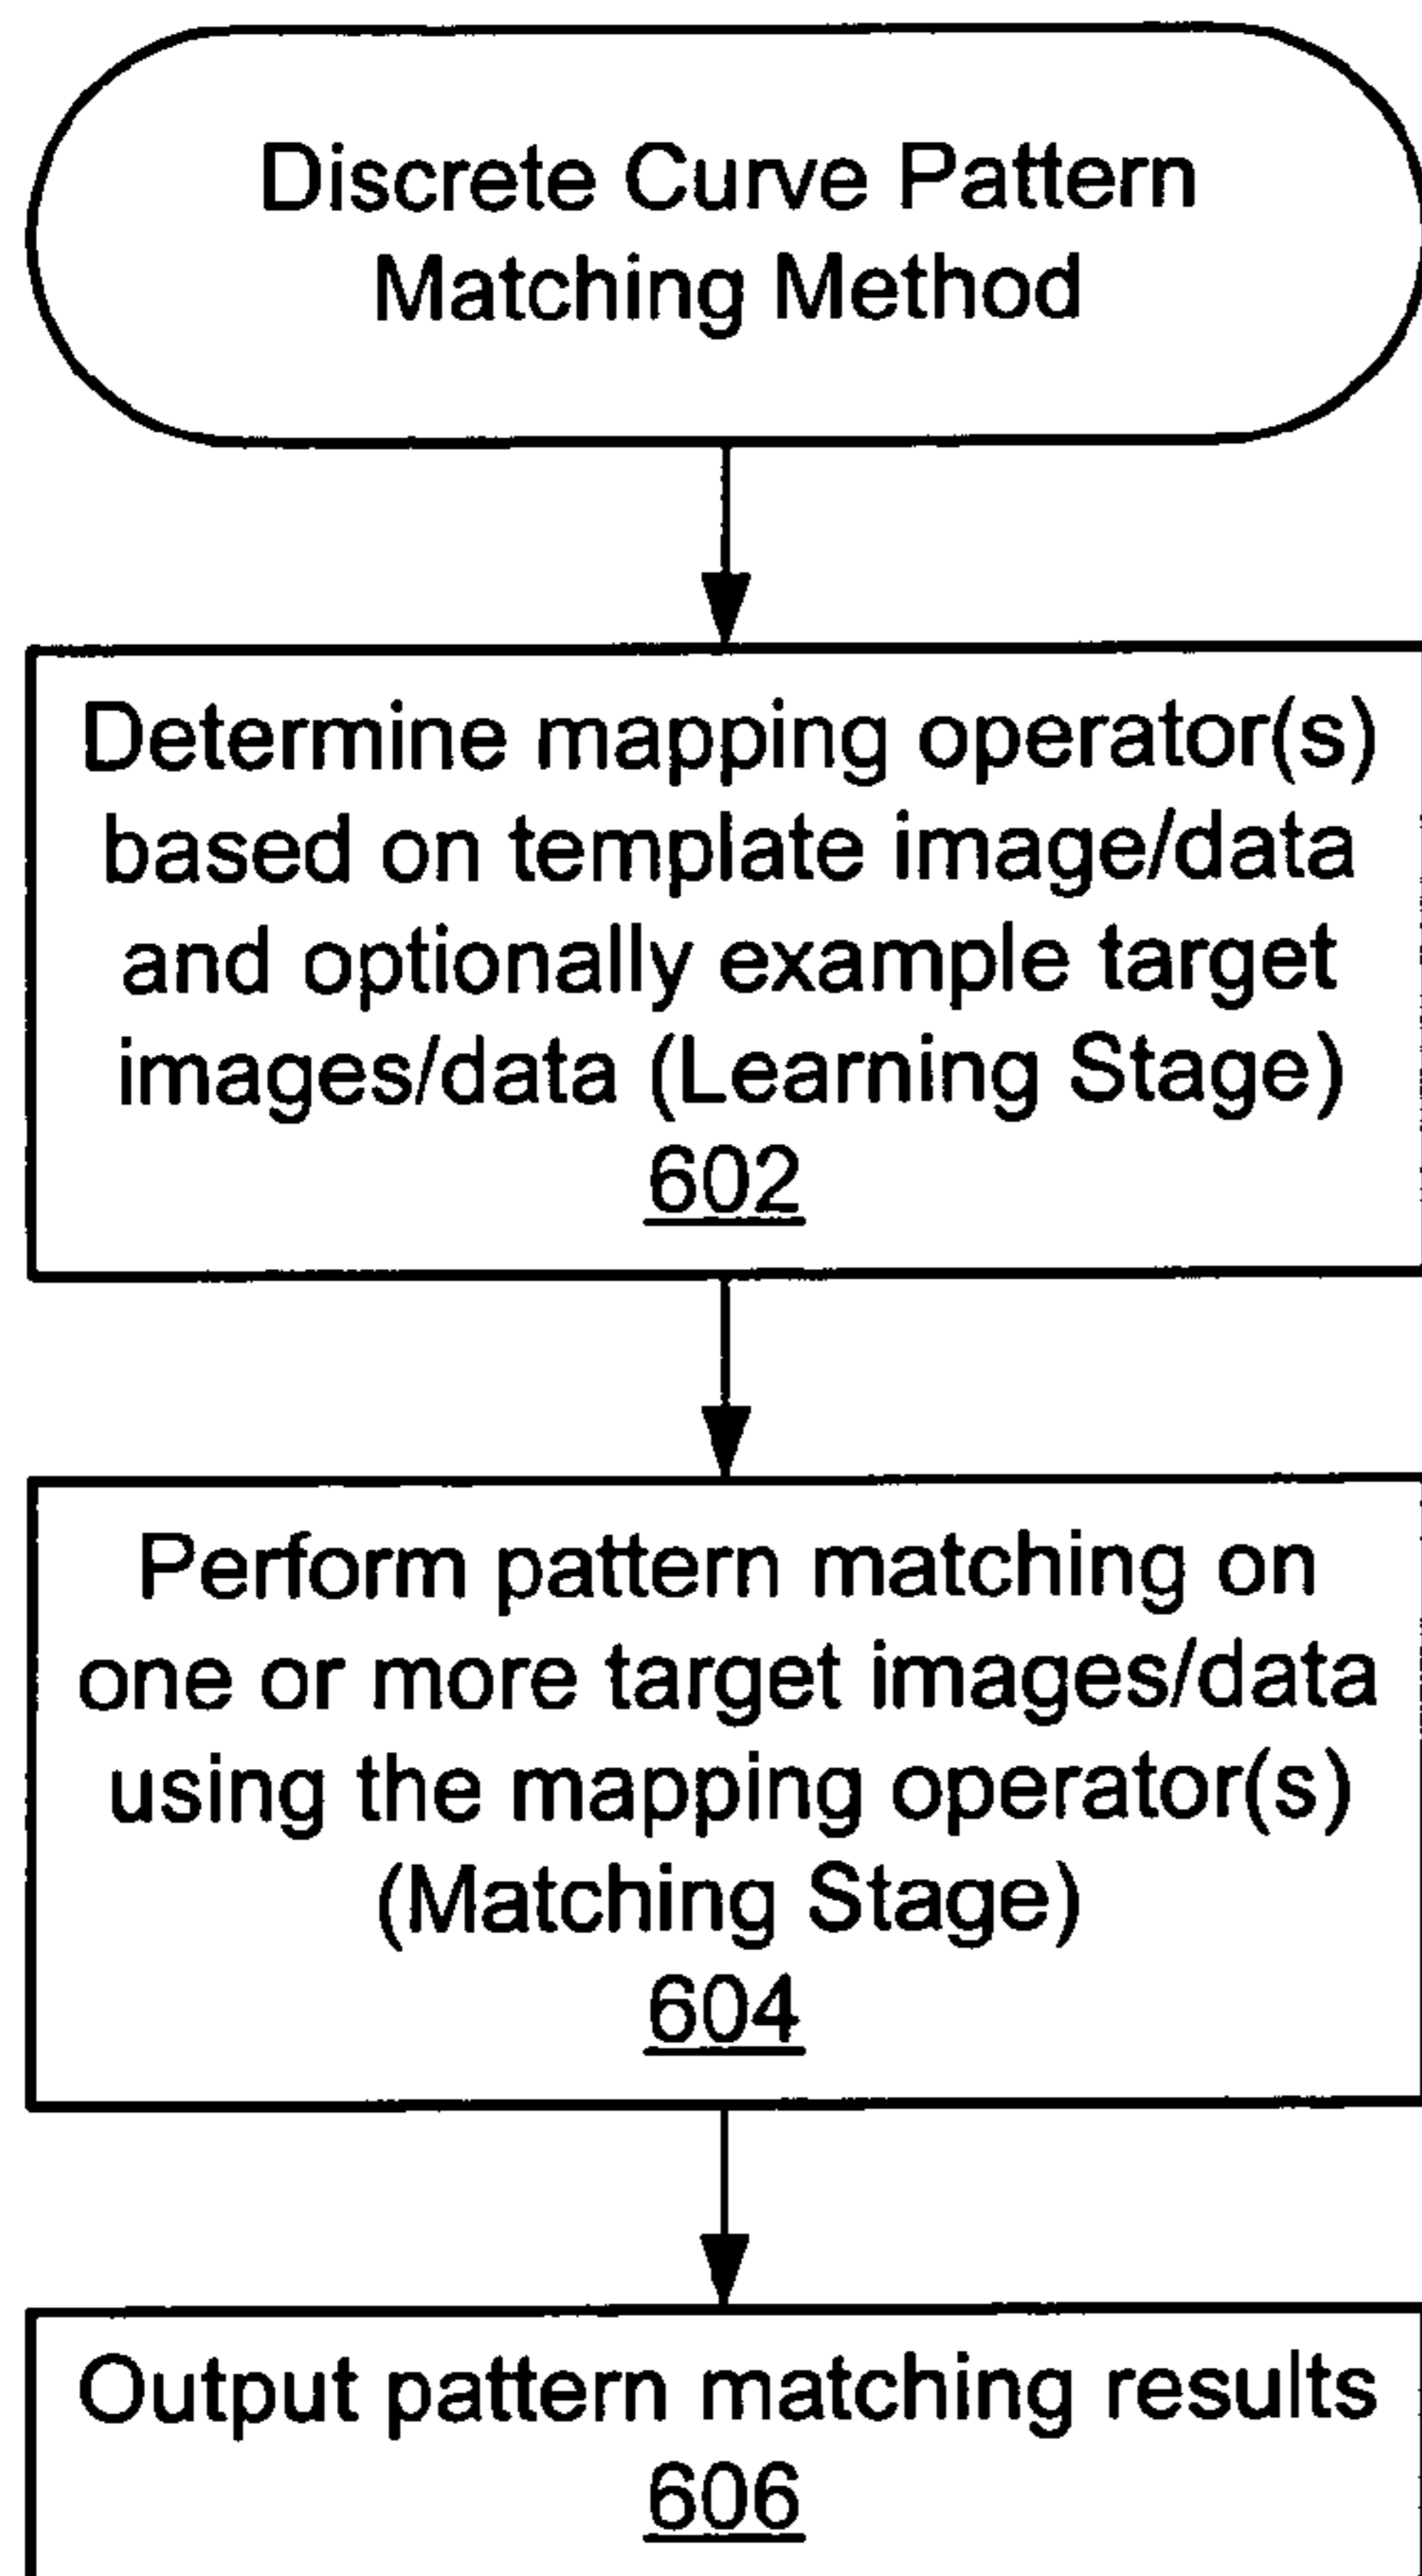 Discrete Curve Pattern
Matching Method
Determine mapping operator(s)
based on template image/data
and optionally example target
images/data (Learning Stage)
602
Perform pattern matching on
one or more target images/data
using the mapping operator(s)
(Matching Stage)
604
Output pattern matching results
606